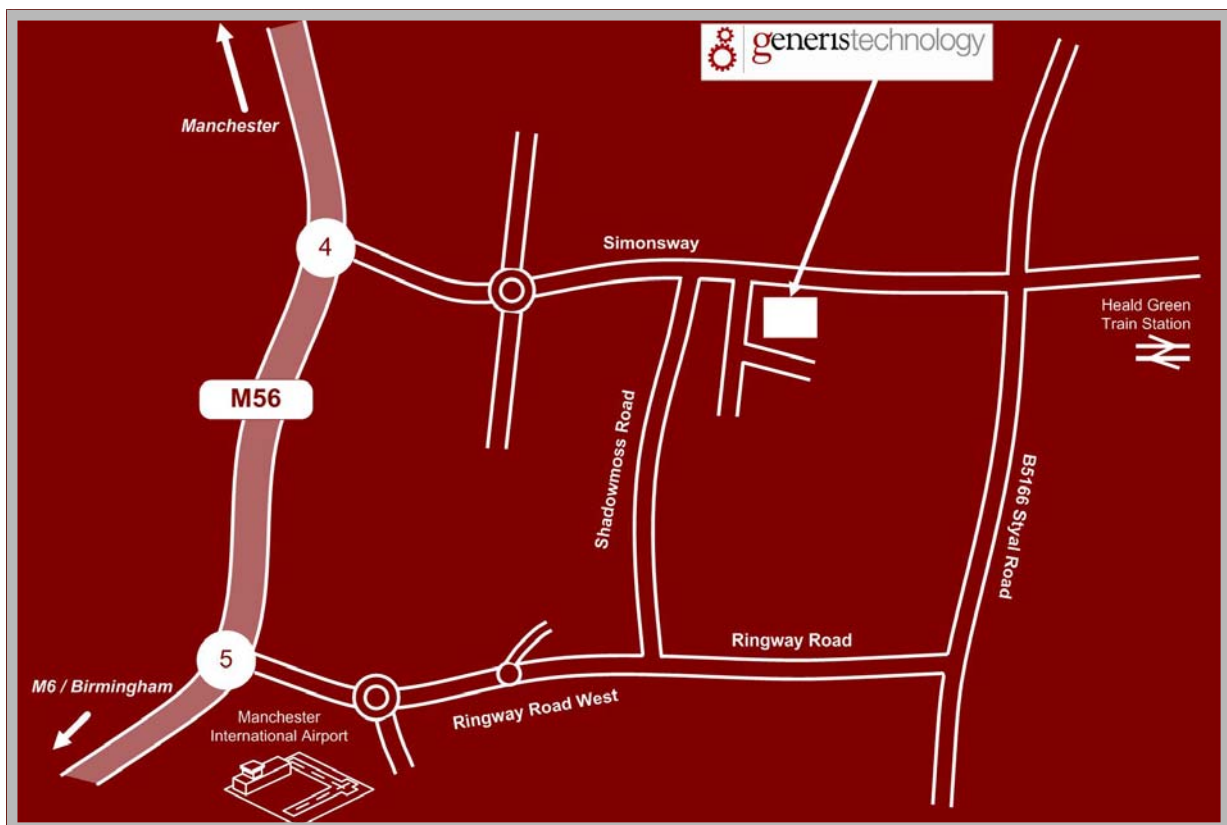 generistechnology
Manchester
4
Simonsway
Heald Green
Train Station
M56
Shadowmoss Road
B5166 Styal Road
5
Ringway Road
M6 / Birmingham
Ringway Road West
Manchester
International Airport